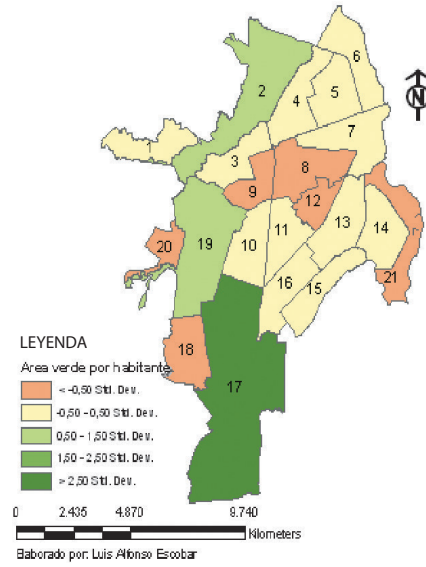 6
2
5
4
N
7
1
3
8
9
12
13
14
20
19
10
11
21
16
15
18
17
LEYENDA
Area verde por habitante
< -0,50 Std. Dev.
-0,50 - 0,50 Std. Dev.
0,50 - 1,50 Std. Dev.
1,50 - 2,50 Std. Dev.
> 2,50 Std. Dev.
0 2.435 4.870 9.740
Kilometers
Elaborado por: Luis Alfonso Escobar